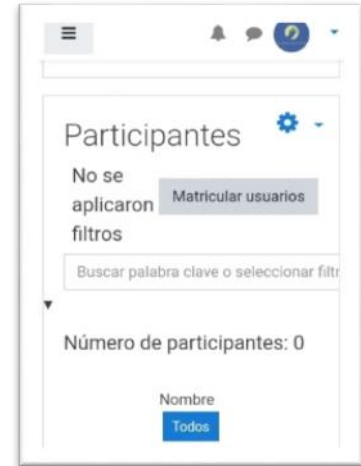 Participantes
No se
aplicaron
filtros
Matricular usuarios
Buscar palabra clave o seleccionar filtr
Número de participantes: 0
Nombre
Todos